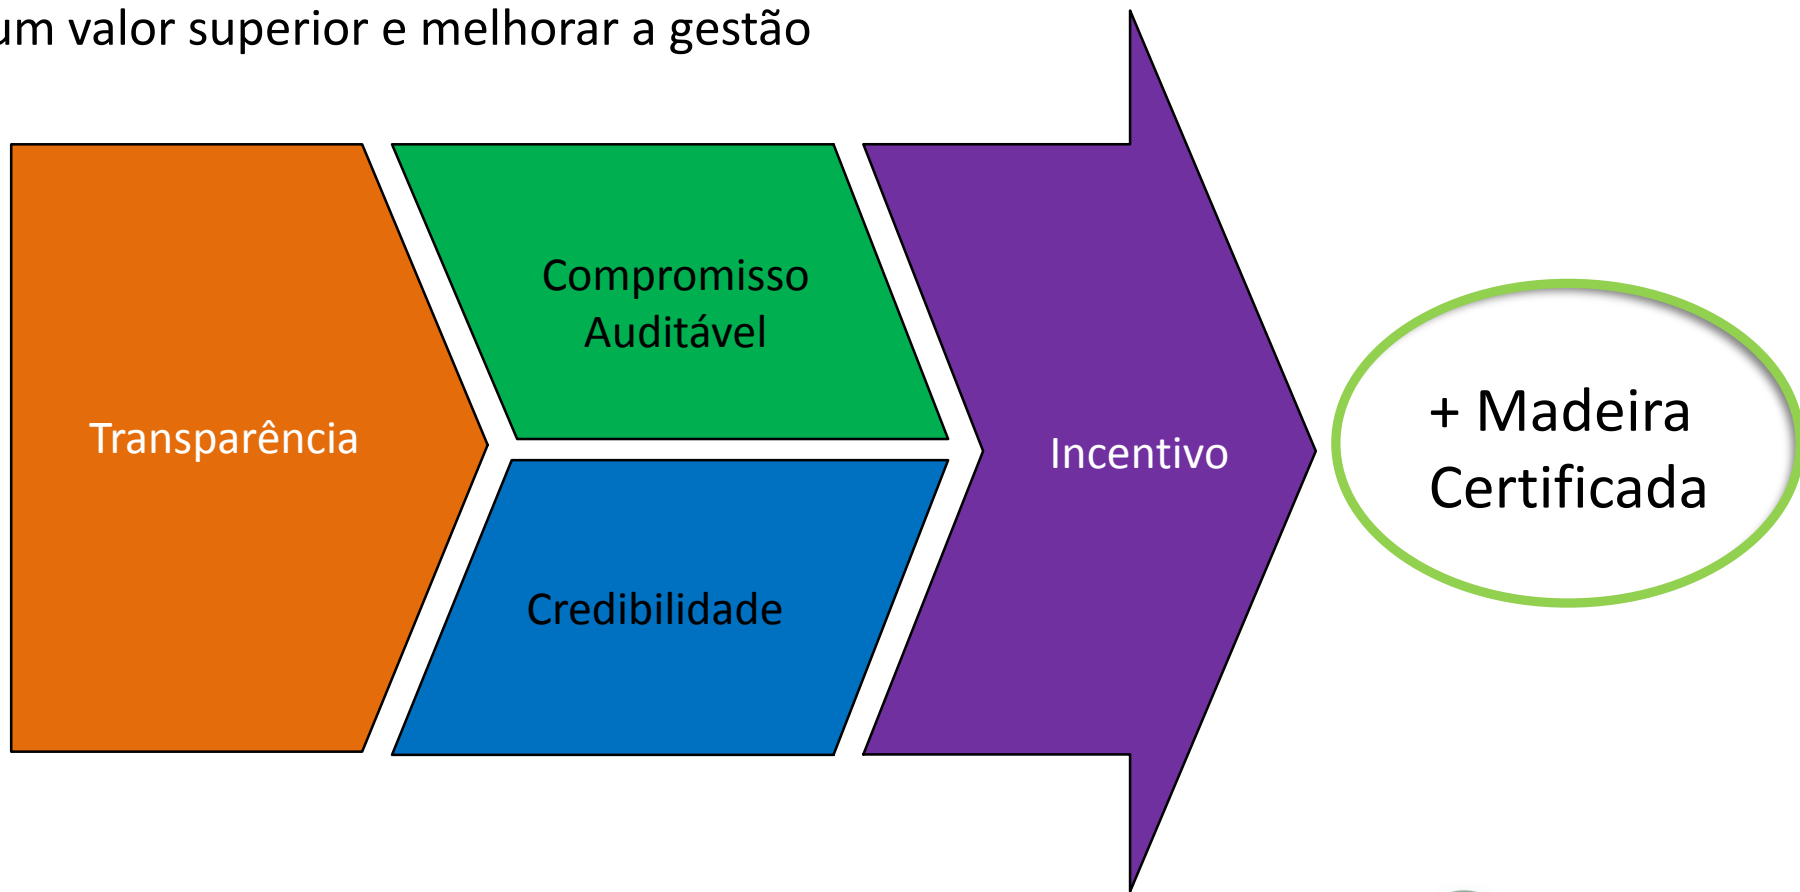 um valor superior e melhorar a gestão
Compromisso
Auditável
Transparência
Incentivo
+ Madeira
Certificada
Credibilidade